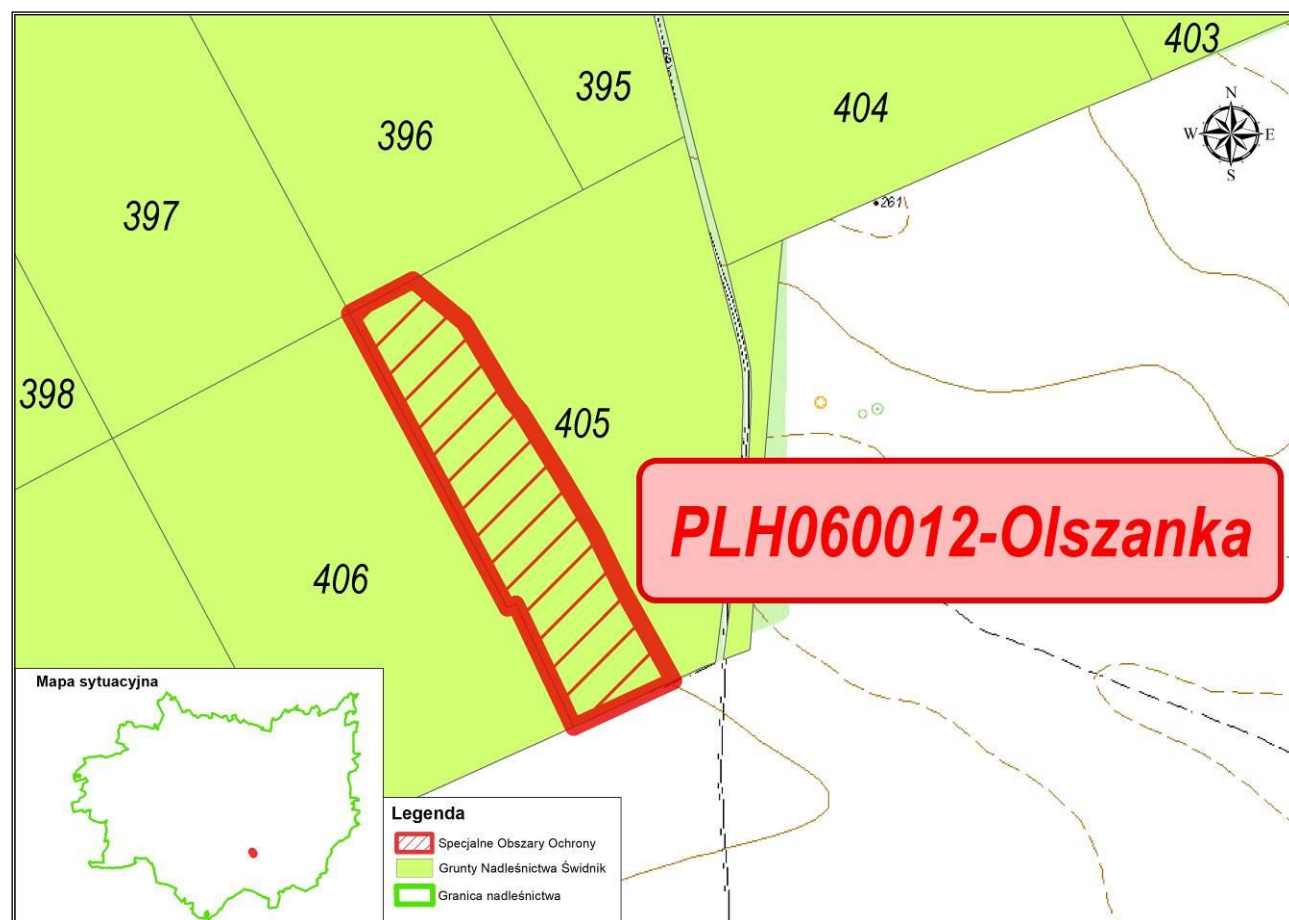 403
395
404
396
N
W E
S
261
397
398
405
PLH060012-Olszanka
406
Mapa sytuacyjna
Legenda
Specjalne Obszary Ochrony
Grunty Nadleśnictwa Świdnik
Granica nadleśnictwa